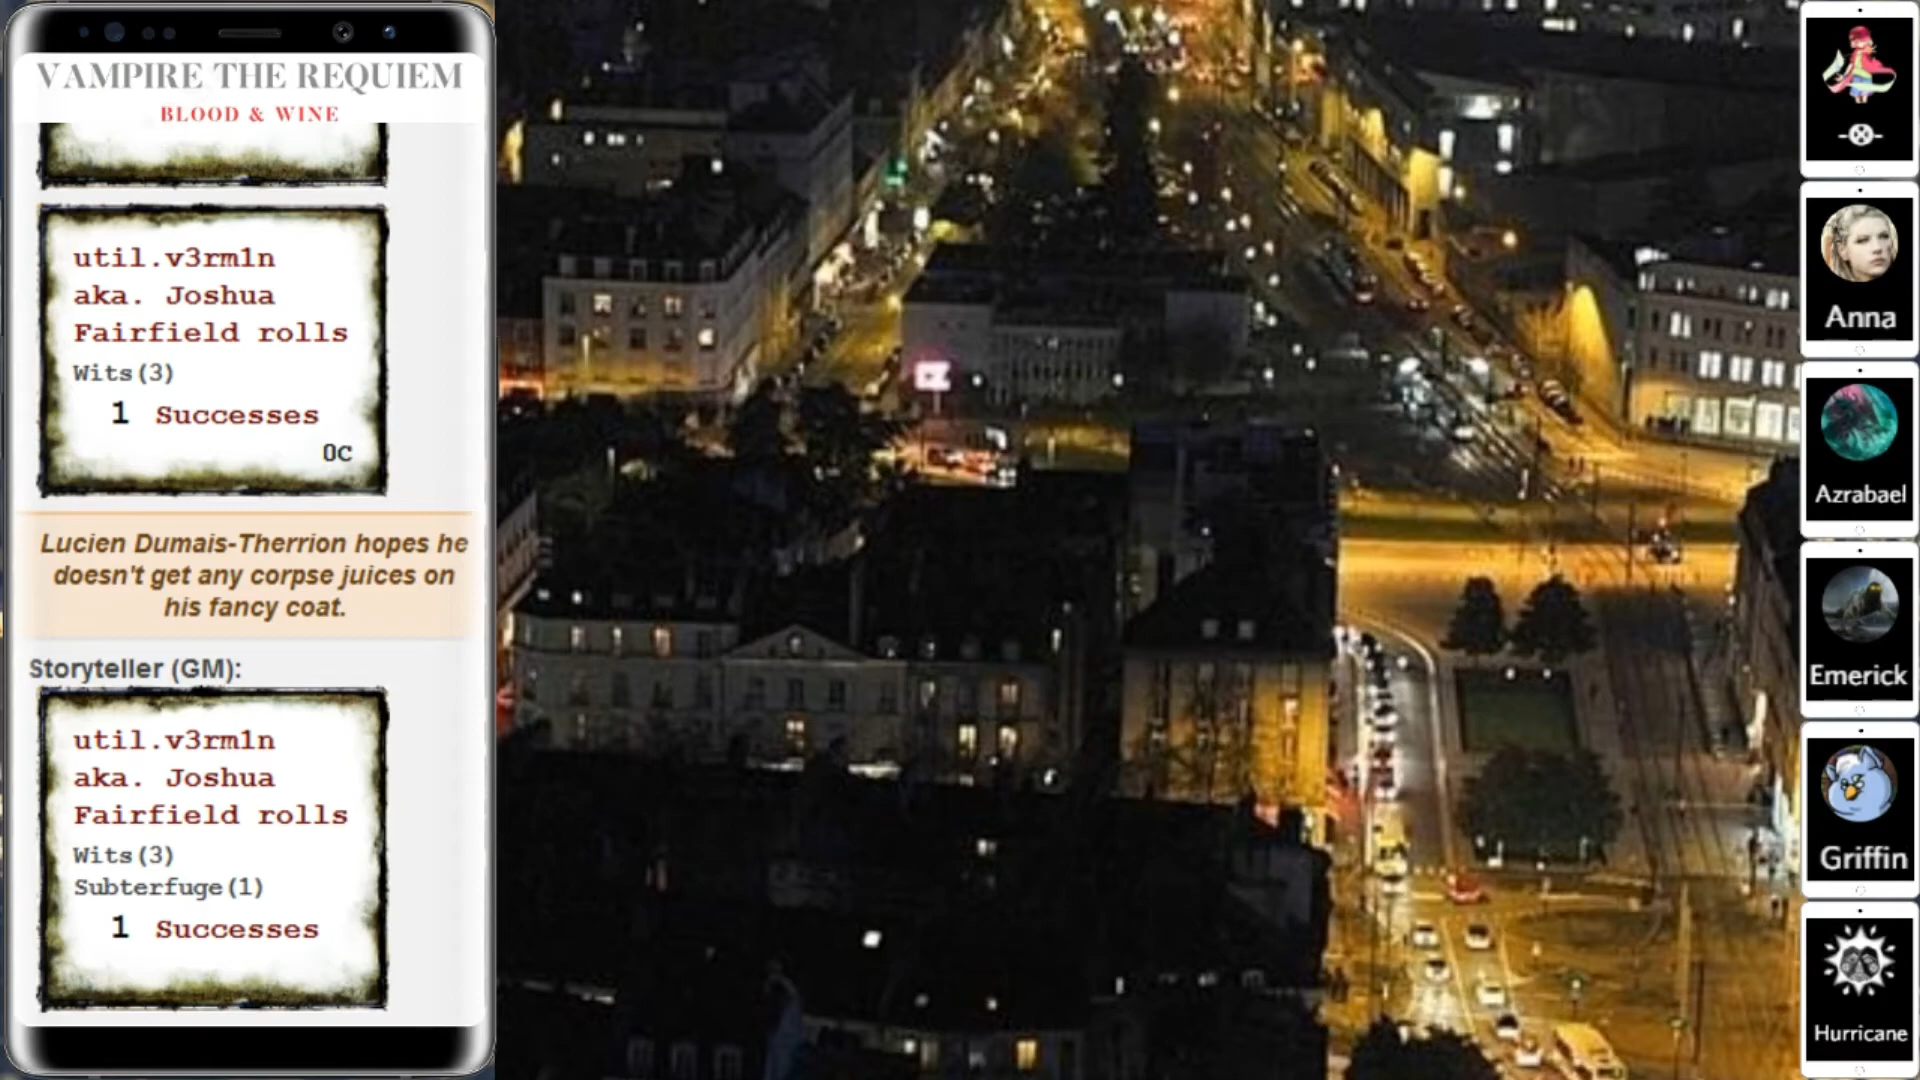 VAMPIRE THE REQUIEM
BLOOD & WINE
util.v3rm1n
aka. Joshua
Fairfield rolls
Wits(3)
1 Successes
0C
Lucien Dumais-Therrion hopes he
doesn't get any corpse juices on
his fancy coat.
Storyteller (GM):
util.v3rm1n
aka. Joshua
Fairfield rolls
Wits(3)
Subterfuge(1)
1 Successes
Anna
Azrabael
Emerick
Griffin
Hurricane